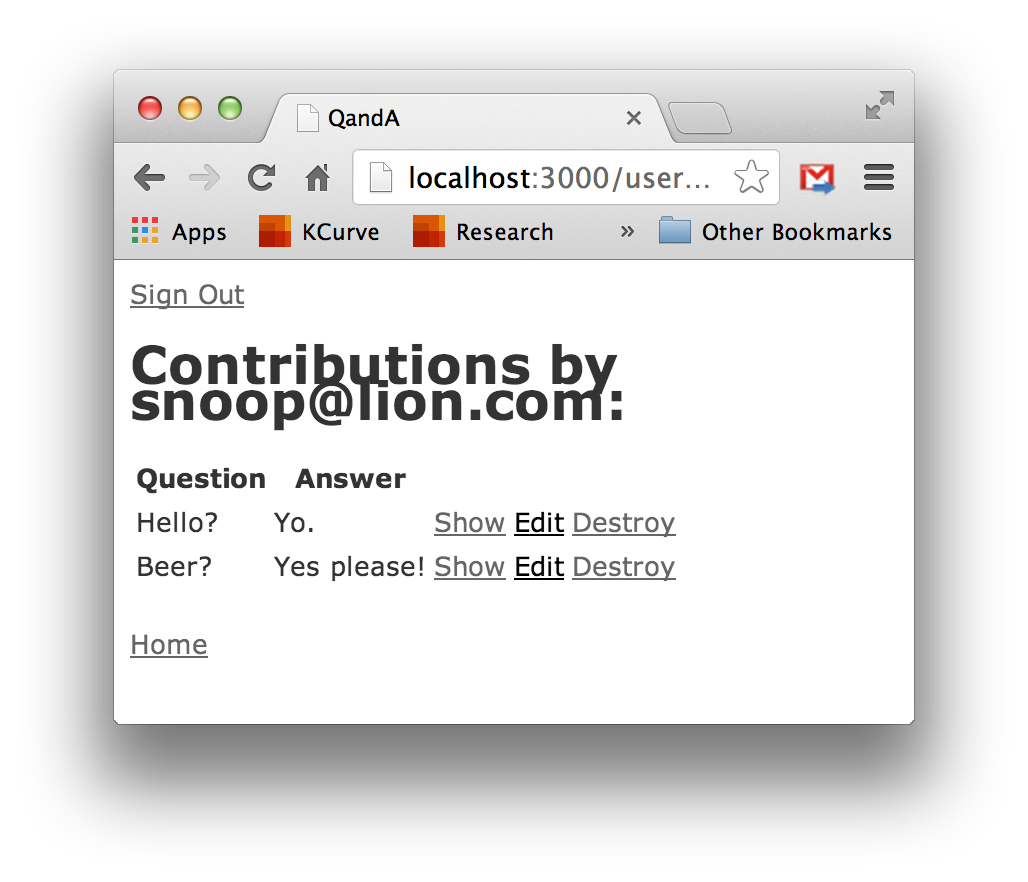 QandA
localhost:3000/user...
Apps KCurve Research » Other Bookmarks
Sign Out
Contributions by
snoop@lion.com:
Question Answer
Hello? Yo. Show Edit Destroy
Beer? Yes please! Show Edit Destroy
Home